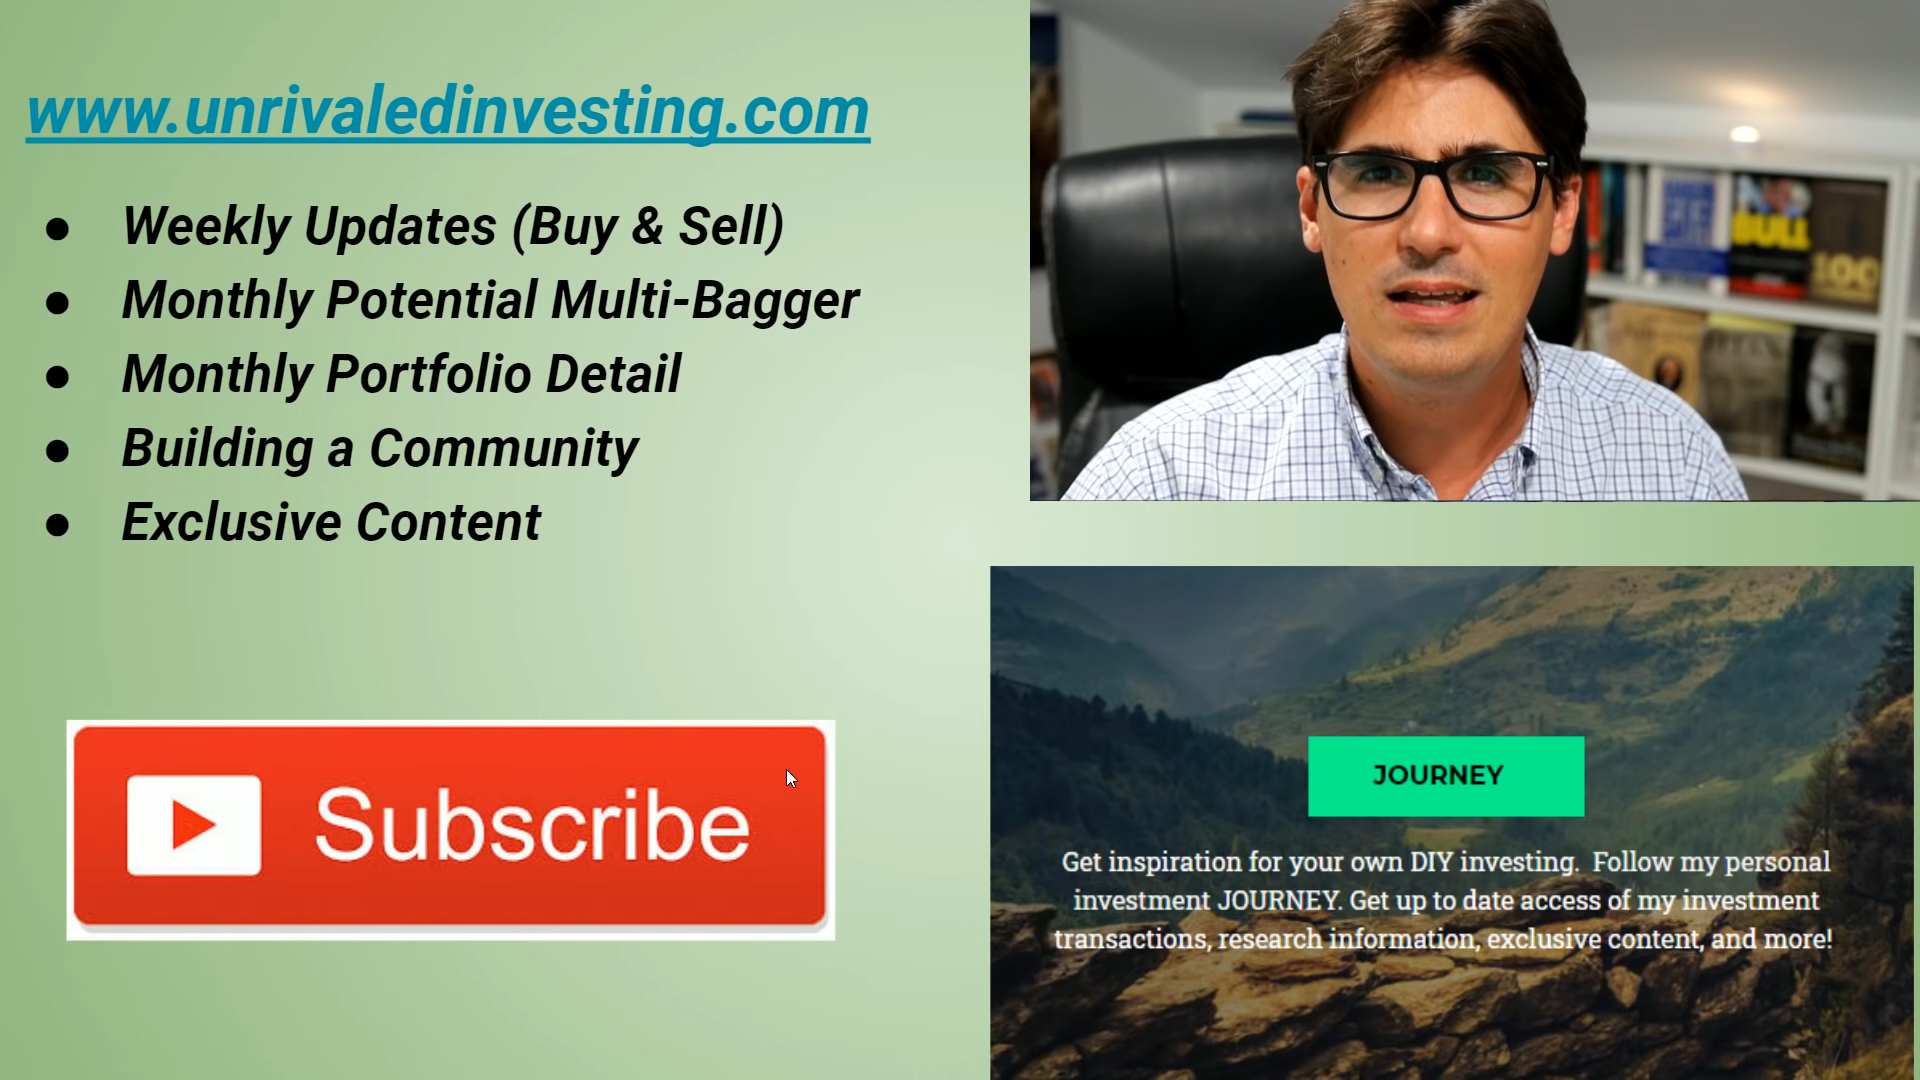 www.unrivaledinvesting.com
● Weekly Updates (Buy & Sell)
● Monthly Potential Multi-Bagger
● Monthly Portfolio Detail
● Building a Community
● Exclusive Content
Subscribe
BULL
100
JOURNEY
Get inspiration for your own DIY investing. Follow my personal
investment JOURNEY. Get up to date access of my investment
transactions, research information, exclusive content, and more!